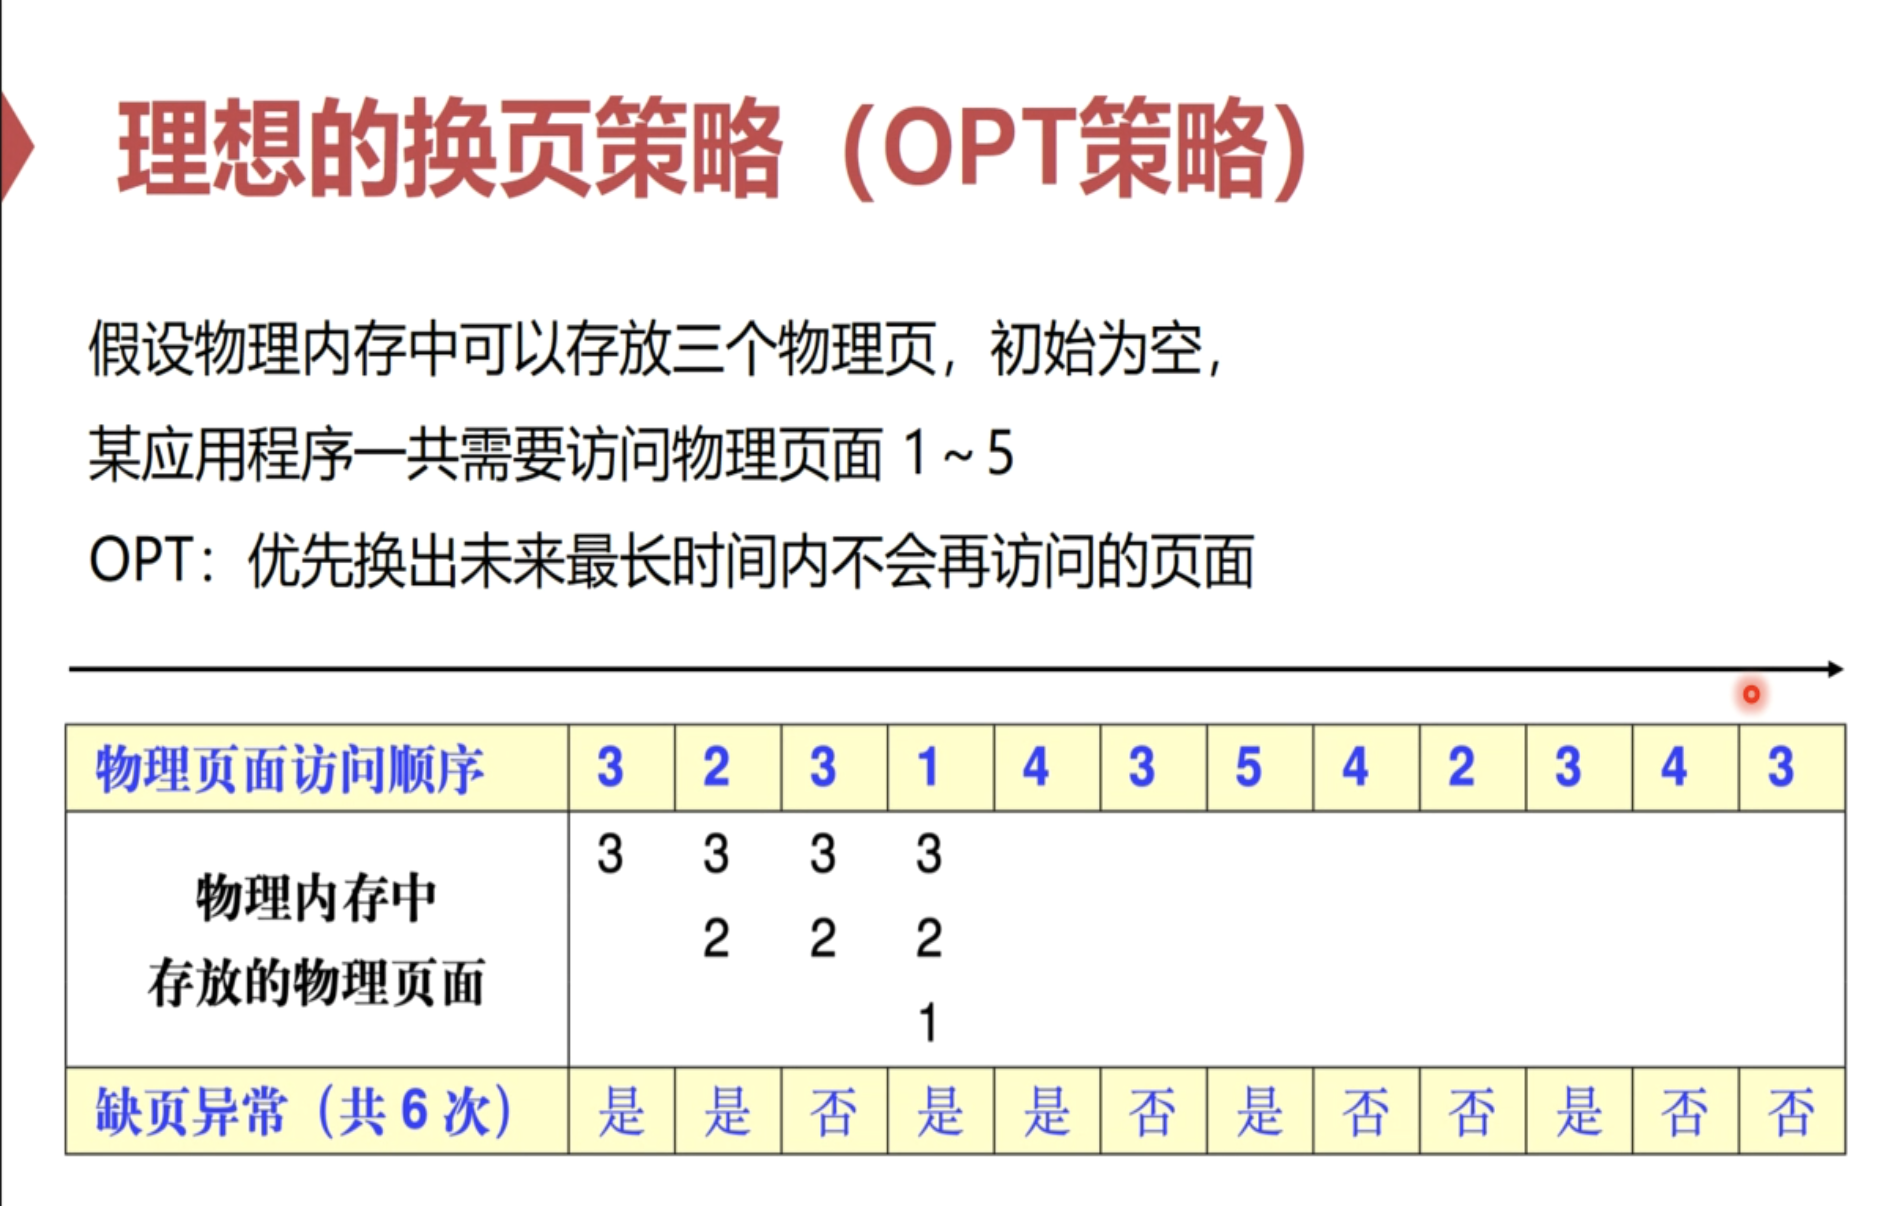 理想的换页策略（OPT策略）
假设物理内存中可以存放三个物理页，初始为空，
某应用程序一共需要访问物理页面 1～5
OPT：优先换出未来最长时间内不会再访问的页面
物理页面访问顺序 3 2 3 1 4 3 5 4 2 3 4 3
3 3 3 3
物理内存中
2 2 2
存放的物理页面
1
缺页异常（共 6 次） 是 是 否 是 是 否 是 否 否 是 否 否